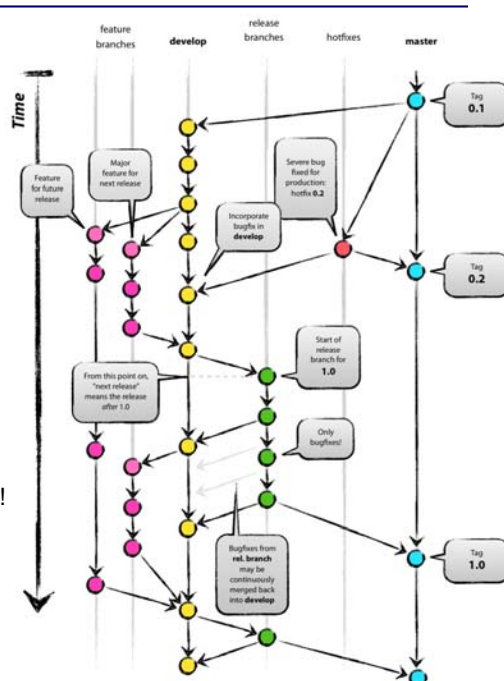 feature
branches
develop
release
branches
hotfixes
master
Time
Tag
0.1
Major
feature for
next release
Feature
for future
release
Severe bug
fixed for
production:
hotfix 0.2
Incorporate
bugfix in
develop
Tag
0.2
Start of
release
branch for
1.0
From this point on,
"next release"
means the release
after 1.0
Only
bugfixes!
!
Bugfixes from
rel. branch
may be
continuously
merged back
into develop
Tag
1.0